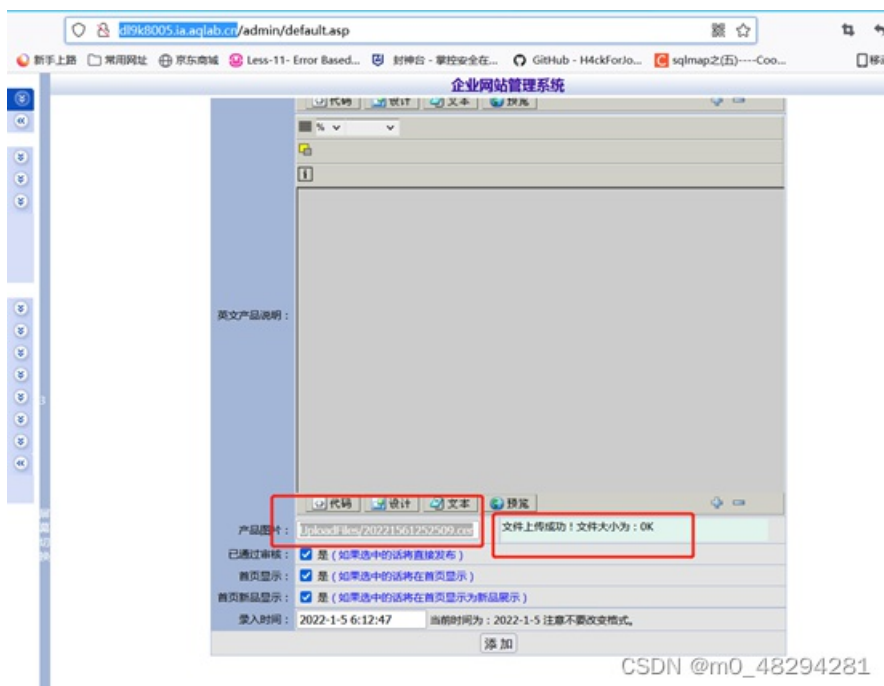 dl9k8005.ia.aqlab.cn/admin/default.asp
新手上路 常用网址 京东商城 Less-11- Error Based... 封神台 - 掌控安全在... GitHub - H4ckForJo... sqlmap之(五)----Coo...
企业网站管理系统
代码 设计 文本 预览
%
英文产品说明：
代码 设计 文本 预览
产品图片： UploadFiles/20221561252509.cer 文件上传成功！文件大小为：0K
已通过审核： 是 ( 如果选中的话将直接发布 )
首页显示： 是 ( 如果选中的话将在首页显示 )
首页新品显示： 是 ( 如果选中的话将在首页显示为新品展示 )
录入时间： 2022-1-5 6:12:47 当前时间为：2022-1-5 注意不要改变格式。
添 加
CSDN @m0_48294281